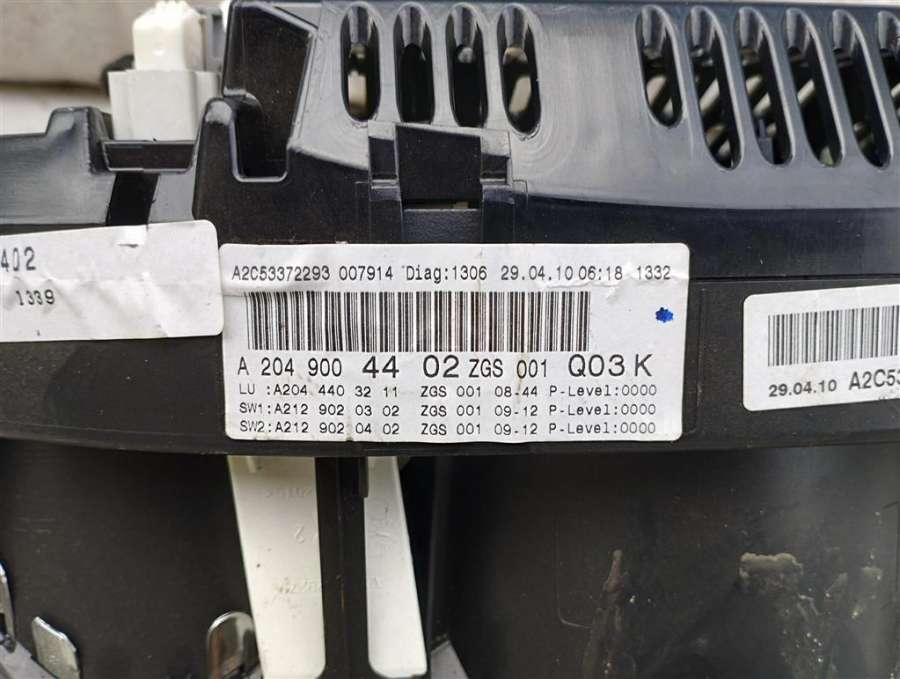 402
1339
A2C53372293 007914 Diag:1306 29.04.10 06:18 1332
A 204 900 44 02 ZGS 001 Q03 K
LU :A204 440 32 11 ZGS 001 08-44 P-Level:0000
SW1:A212 902 03 02 ZGS 001 09-12 P-Level:0000
SW2:A212 902 04 02 ZGS 001 09-12 P-Level:0000
29.04.10 A2C53